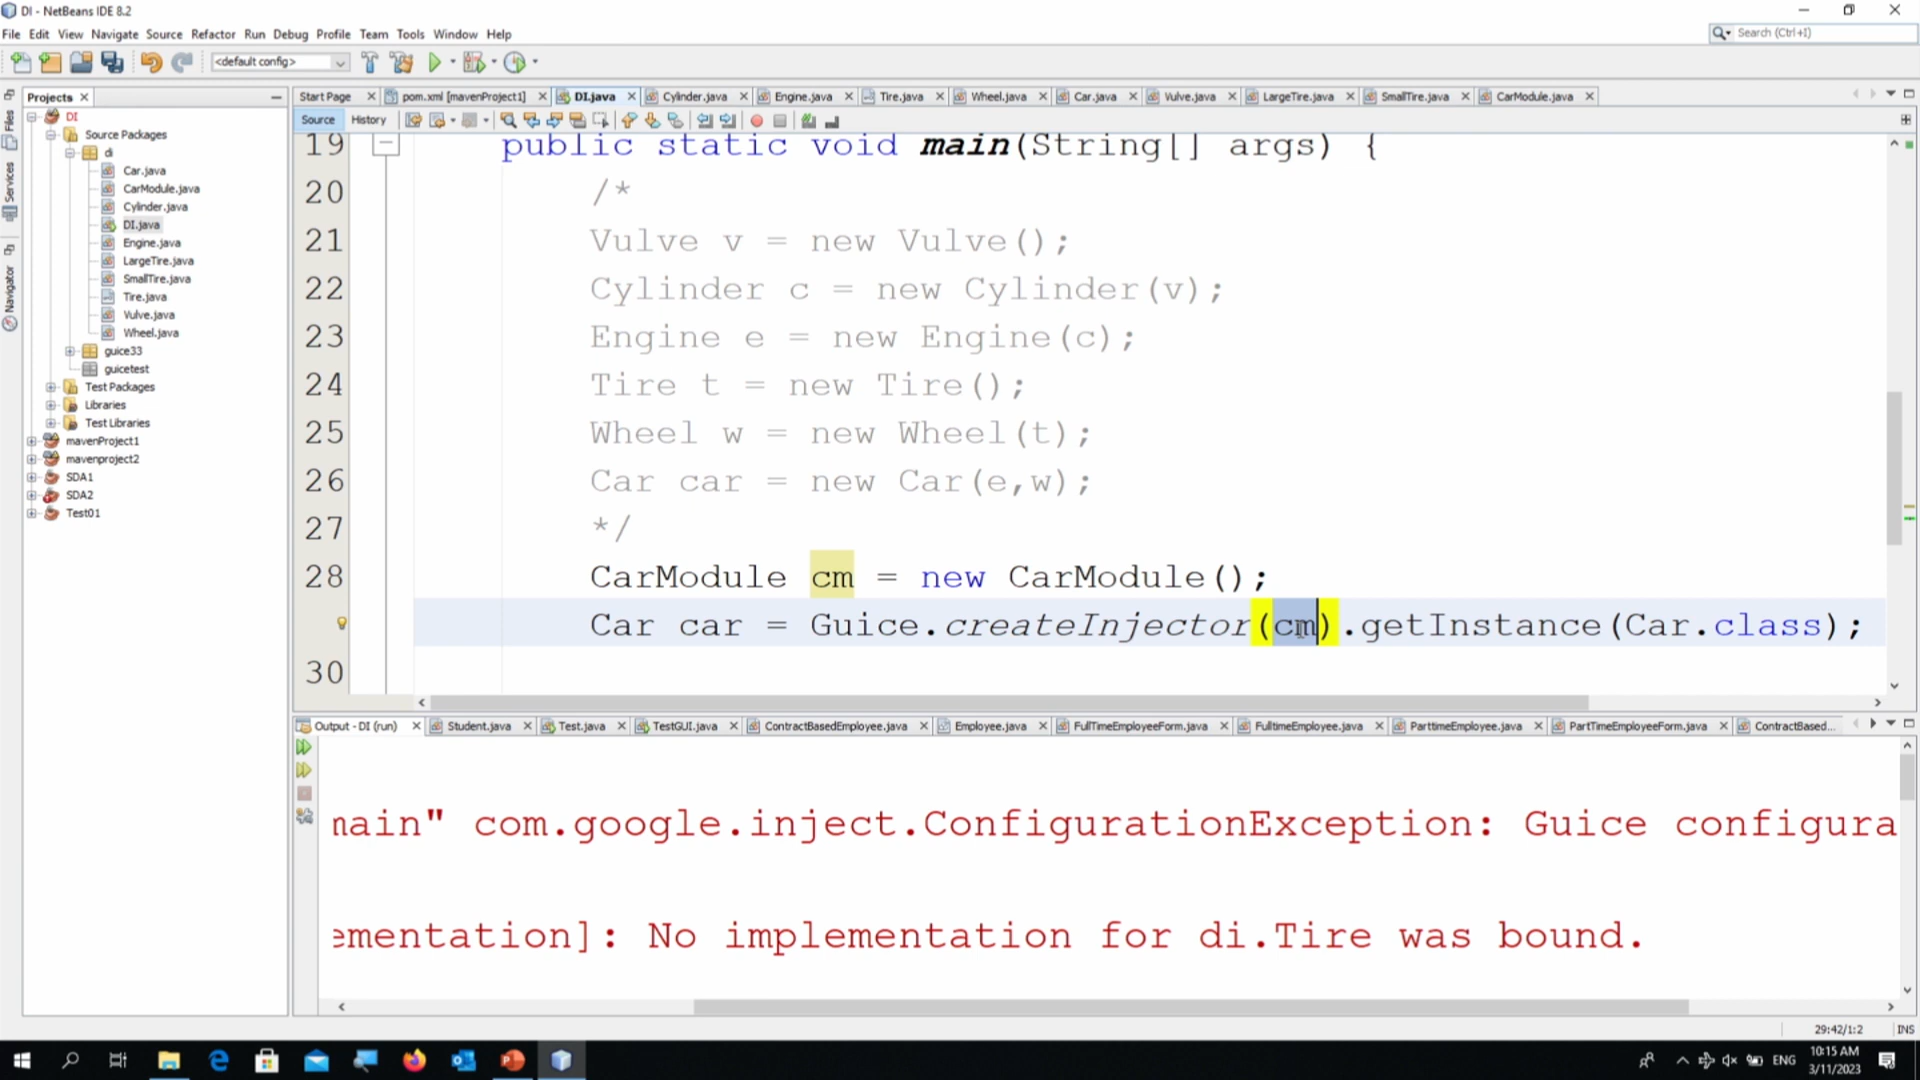 DI - NetBeans IDE 8.2
File Edit View Navigate Source Refactor Run Debug Profile Team Tools Window Help
Search (Ctrl+I)
<default config>
Projects
Files
Services
Navigator
DI
Source Packages
di
Car.java
CarModule.java
Cylinder.java
DI.java
Engine.java
LargeTire.java
SmallTire.java
Tire.java
Vulve.java
Wheel.java
guice33
guicetest
Test Packages
Libraries
Test Libraries
mavenProject1
mavenproject2
SDA1
SDA2
Test01
Start Page pom.xml [mavenProject1] DI.java Cylinder.java Engine.java Tire.java Wheel.java Car.java Vulve.java LargeTire.java SmallTire.java CarModule.java
Source History
19 public static void main(String[] args) {
20 /*
21 Vulve v = new Vulve();
22 Cylinder c = new Cylinder(v);
23 Engine e = new Engine(c);
24 Tire t = new Tire();
25 Wheel w = new Wheel(t);
26 Car car = new Car(e,w);
27 */
28 CarModule cm = new CarModule();
Car car = Guice.createInjector(cm).getInstance(Car.class);
30
Output - DI (run) Student.java Test.java TestGUI.java ContractBasedEmployee.java Employee.java FullTimeEmployeeForm.java FulltimeEmployee.java ParttimeEmployee.java PartTimeEmployeeForm.java ContractBased...
main" com.google.inject.ConfigurationException: Guice configura
ementation]: No implementation for di.Tire was bound.
29:42/1:2 INS
ENG
10:15 AM
3/11/2023